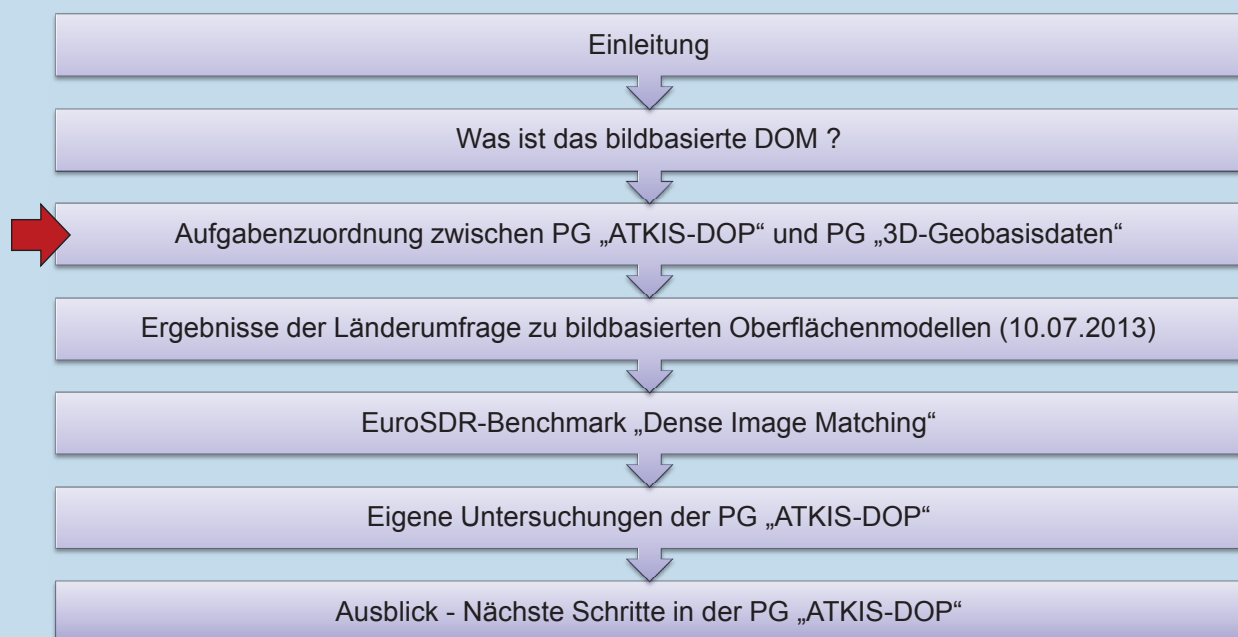 Einleitung
Was ist das bildbasierte DOM ?
Aufgabenzuordnung zwischen PG „ATKIS-DOP“ und PG „3D-Geobasisdaten“
Ergebnisse der Länderumfrage zu bildbasierten Oberflächenmodellen (10.07.2013)
EuroSDR-Benchmark „Dense Image Matching“
Eigene Untersuchungen der PG „ATKIS-DOP“
Ausblick - Nächste Schritte in der PG „ATKIS-DOP“